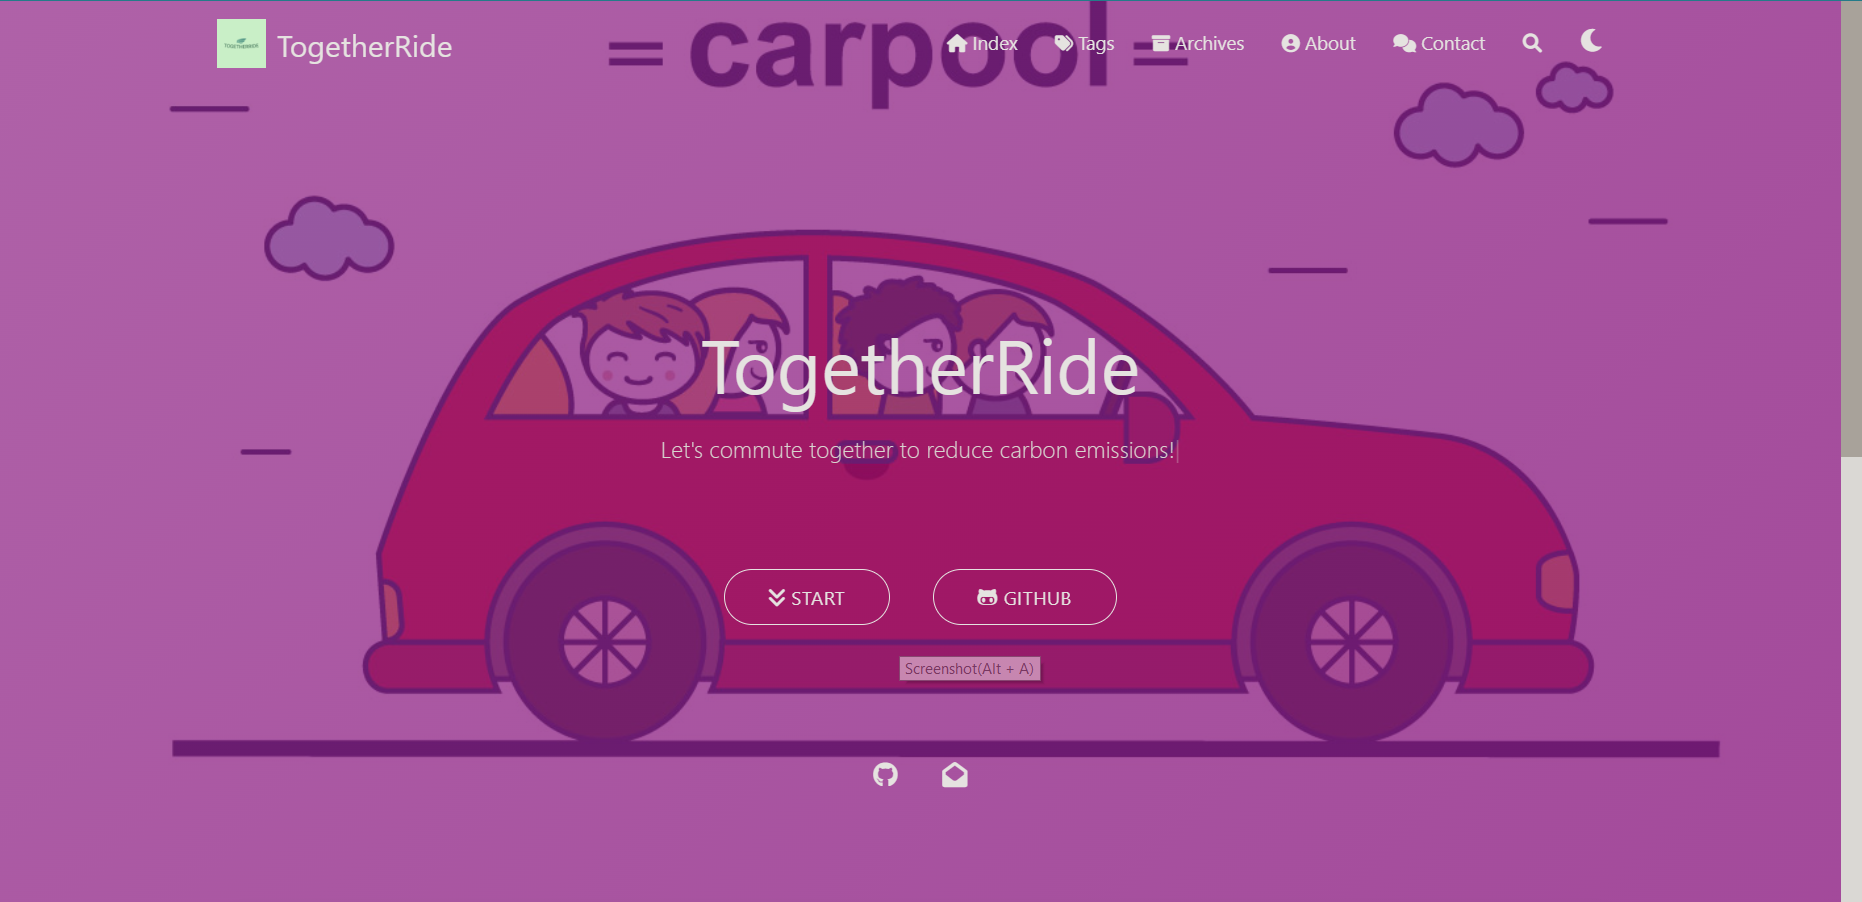 = carpool =
TOGETHERRIDE
TogetherRide
Index
Tags
Archives
About
Contact
TogetherRide
Let's commute together to reduce carbon emissions!
START
GITHUB
Screenshot(Alt + A)